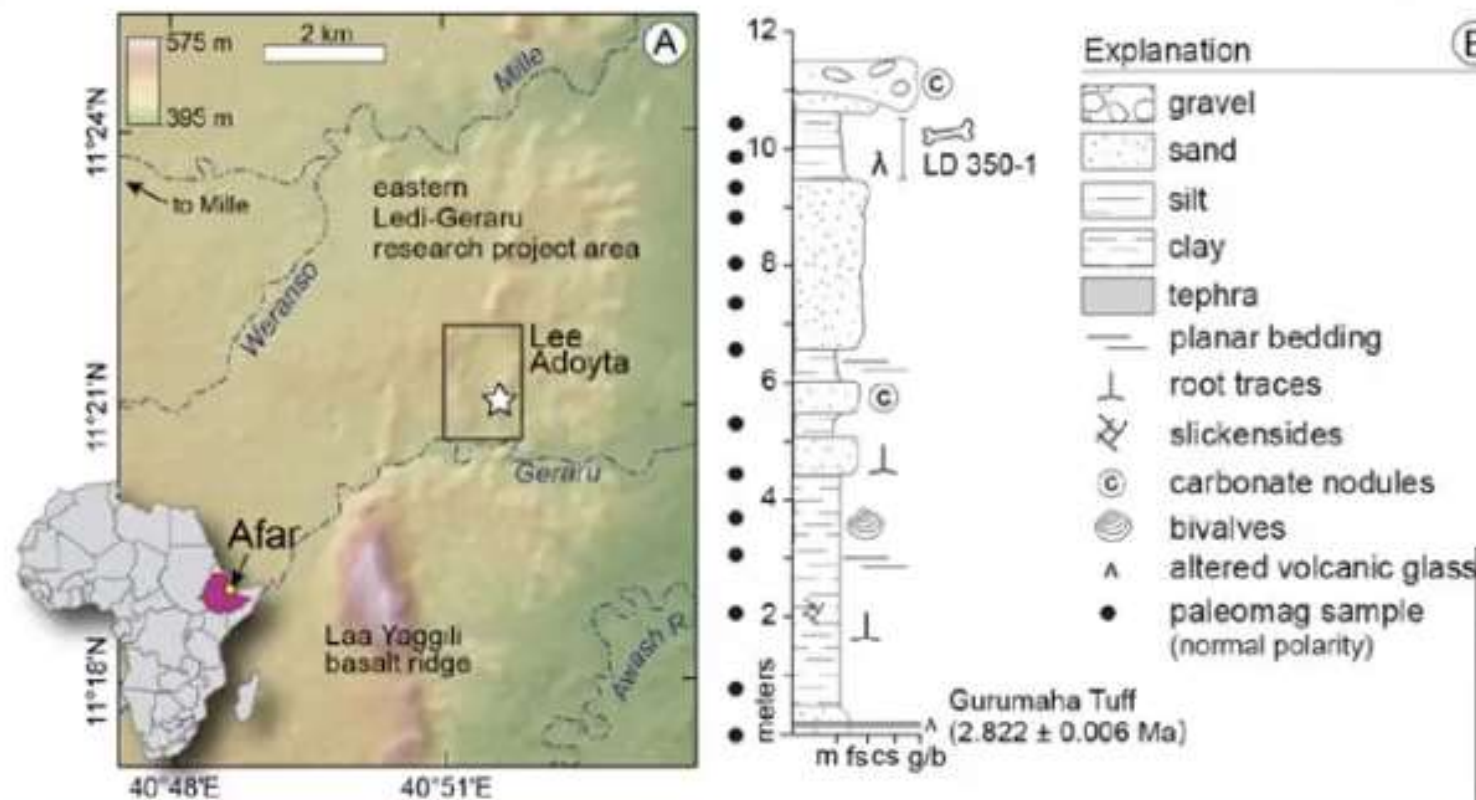 575 m
395 m
2 km
A
Mille
11°24'N
to Mille
eastern
Ledi-Geraru
research project area
Weranso
Lee
Adoyta
11°21'N
Geraru
Afar
Laa Yaggili
basalt ridge
Awash R
11°18'N
40°48'E
40°51'E
12
10
8
6
4
2
meters
C
λ
LD 350-1
C
Gurumaha Tuff
(2.822 ± 0.006 Ma)
m fs cs g/b
Explanation
gravel
sand
silt
clay
tephra
planar bedding
root traces
slickensides
C carbonate nodules
bivalves
altered volcanic glass
paleomag sample
(normal polarity)